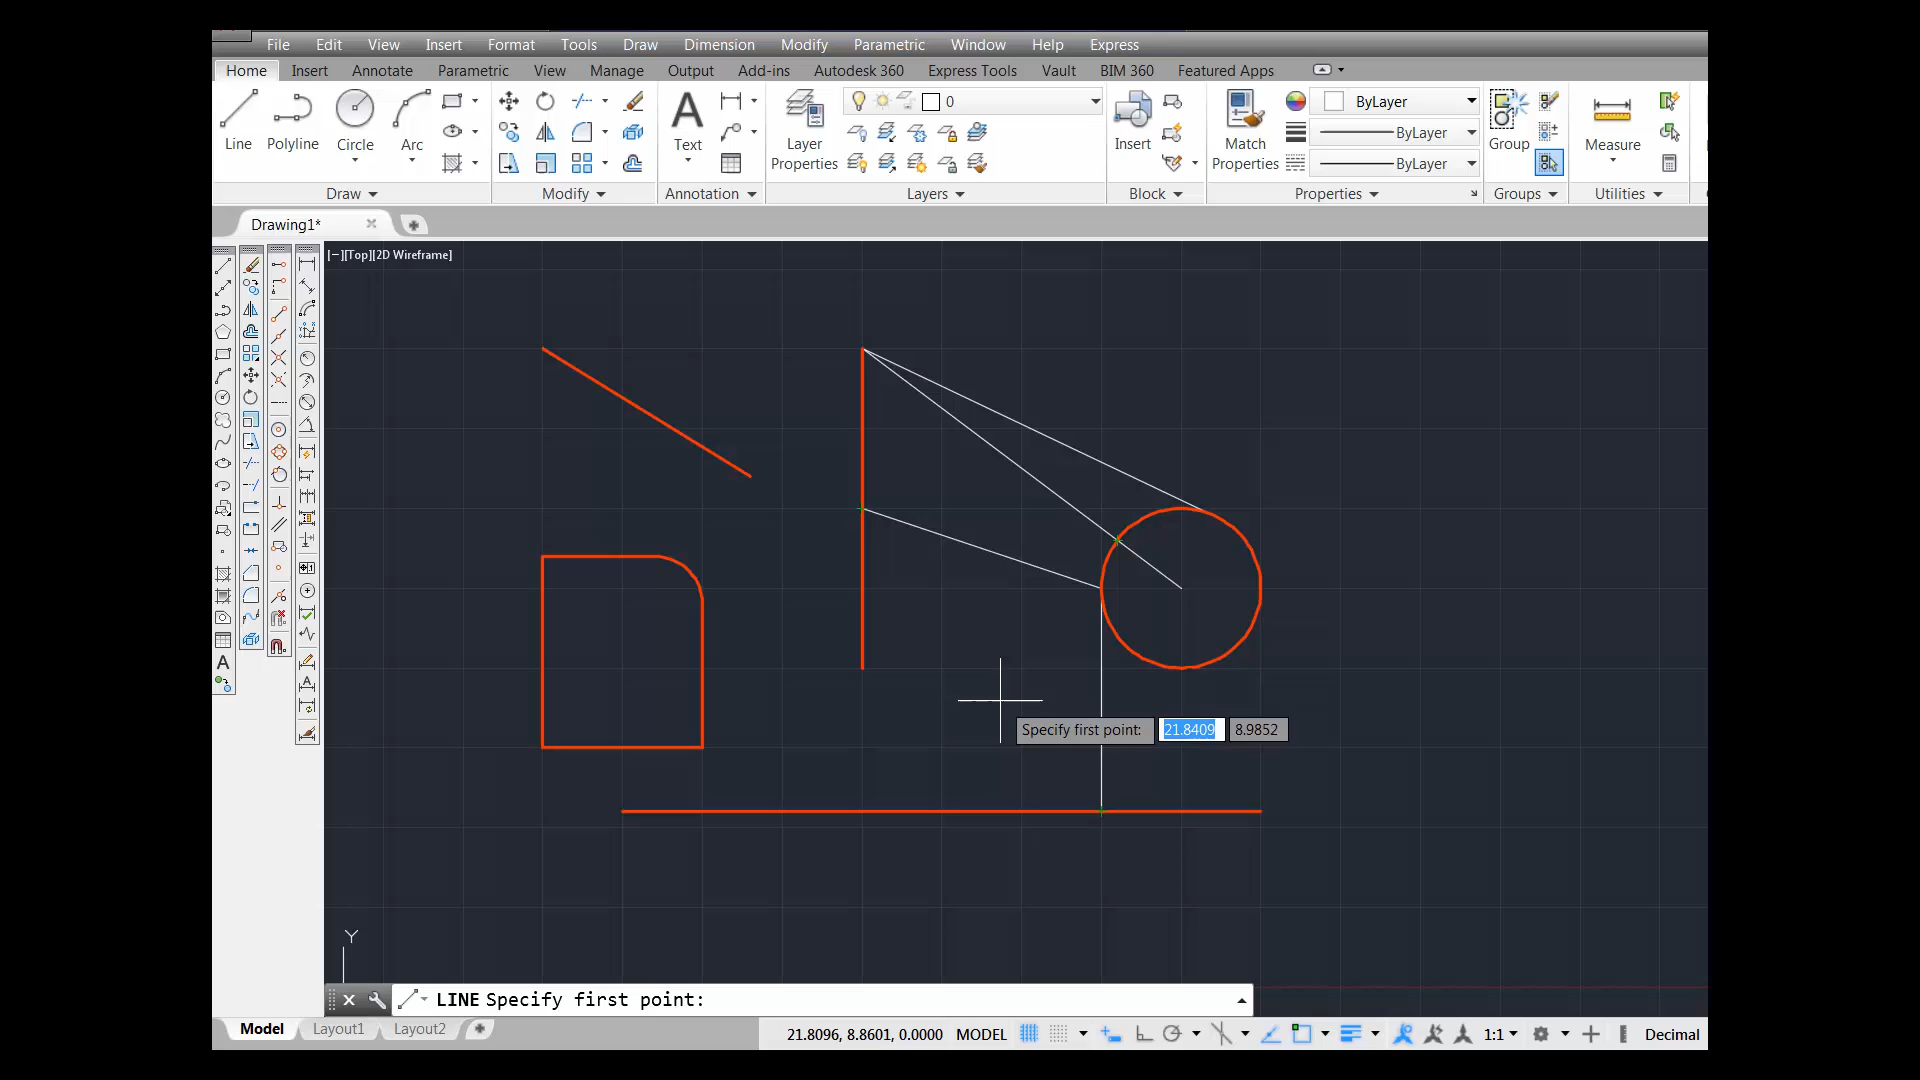 File Edit View Insert Format Tools Draw Dimension Modify Parametric Window Help Express
Home Insert Annotate Parametric View Manage Output Add-ins Autodesk 360 Express Tools Vault BIM 360 Featured Apps
0
ByLayer
ByLayer
ByLayer
Line Polyline Circle Arc Text Layer Properties Insert Match Properties Group Measure
Draw Modify Annotation Layers Block Properties Groups Utilities
Drawing1*
[−][Top][2D Wireframe]
Specify first point: 21.8409 8.9852
Y
LINE Specify first point:
Model Layout1 Layout2
21.8096, 8.8601, 0.0000 MODEL 1:1 Decimal